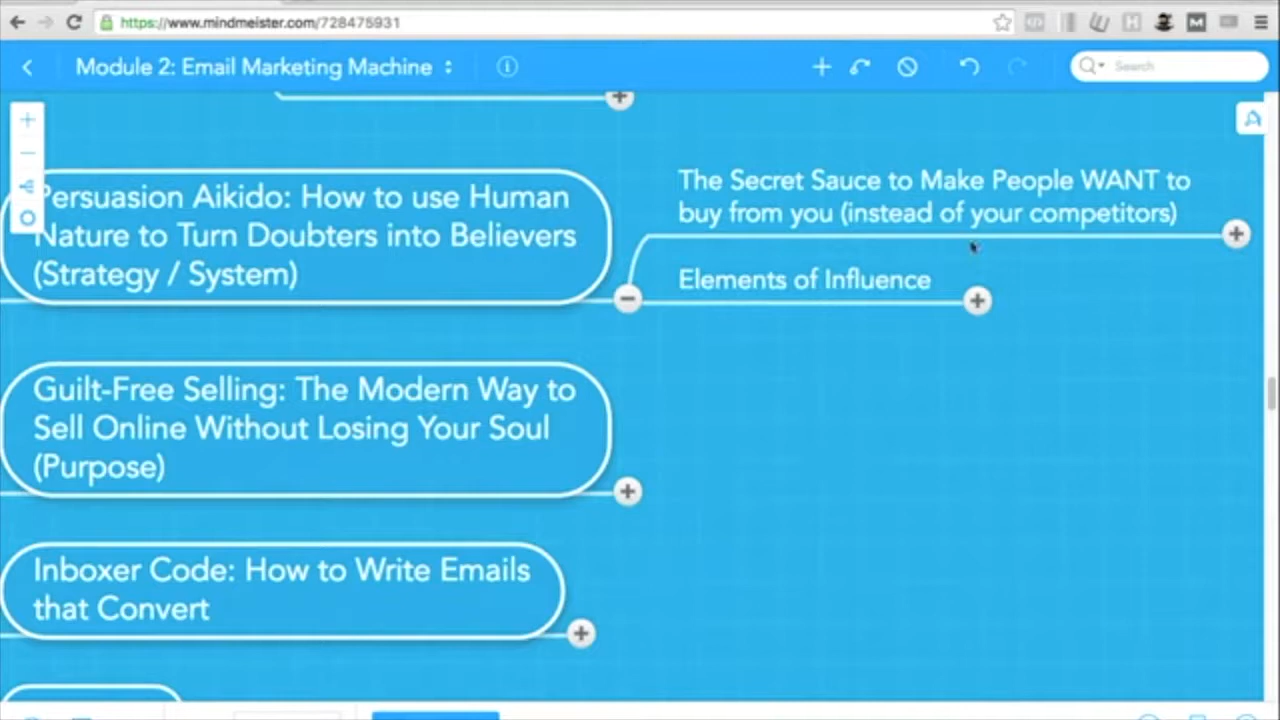 https://www.mindmeister.com/728475931
Module 2: Email Marketing Machine
Search
Persuasion Aikido: How to use Human
Nature to Turn Doubters into Believers
(Strategy / System)
The Secret Sauce to Make People WANT to
buy from you (instead of your competitors)
Elements of Influence
Guilt-Free Selling: The Modern Way to
Sell Online Without Losing Your Soul
(Purpose)
Inboxer Code: How to Write Emails
that Convert